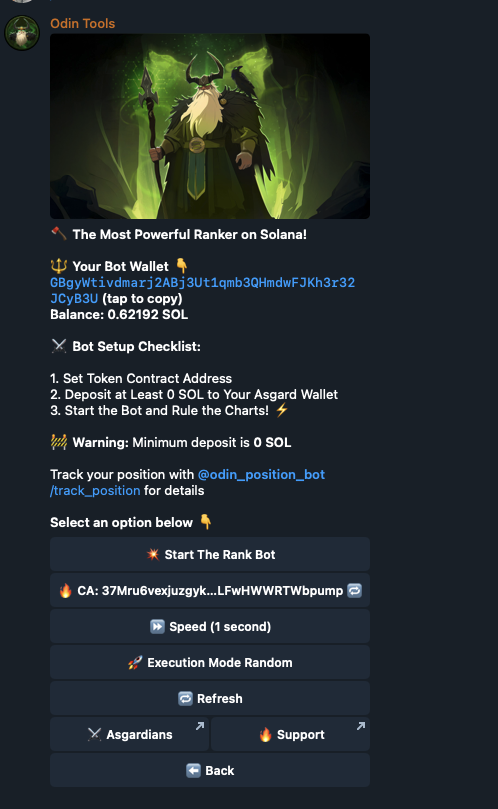 Odin Tools
🪓 The Most Powerful Ranker on Solana!
🔱 Your Bot Wallet 👇
GBgyWtivdmarj2ABj3Ut1qmb3QHmdwFJKh3r32
JCyB3U (tap to copy)
Balance: 0.62192 SOL
⚔️ Bot Setup Checklist:
1. Set Token Contract Address
2. Deposit at Least 0 SOL to Your Asgard Wallet
3. Start the Bot and Rule the Charts! ⚡
🚧 Warning: Minimum deposit is 0 SOL
Track your position with @odin_position_bot
/track_position for details
Select an option below 👇
💥 Start The Rank Bot
🔥 CA: 37Mru6vexjuzgyk...LFwHWWRTWbpump 🔁
⏩ Speed (1 second)
🚀 Execution Mode Random
🔁 Refresh
⚔️ Asgardians
🔥 Support
⬅️ Back